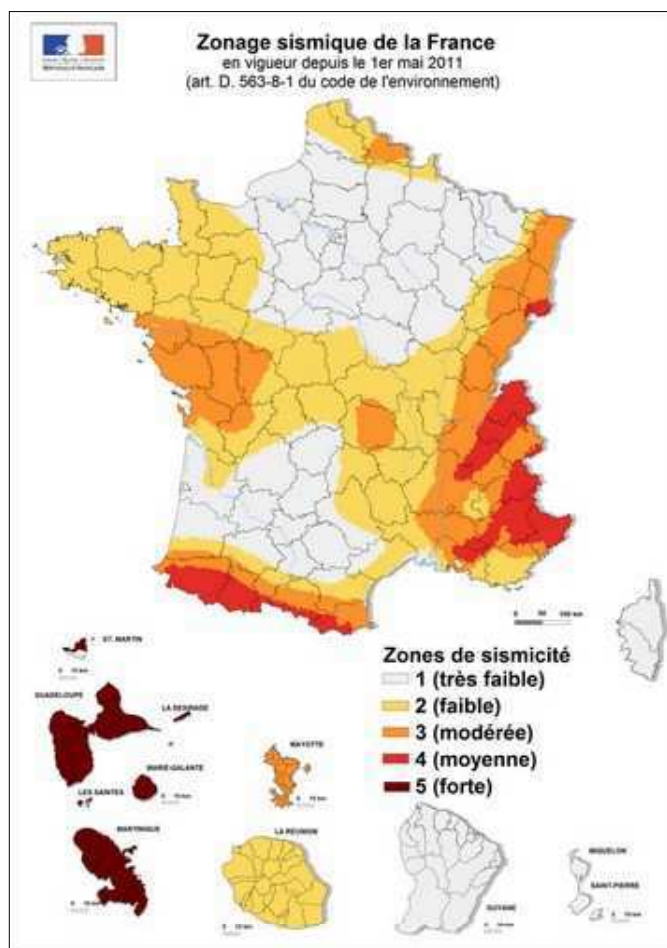 Zonage sismique de la France
en vigueur depuis le 1er mai 2011
(art. D. 563-8-1 du code de l'environnement)
ST. MARTIN
GUADELOUPE
LA DESIRADE
MARIE-GALANTE
LES SAINTES
MARTINIQUE
MAYOTTE
LA REUNION
Zones de sismicité
1 (très faible)
2 (faible)
3 (modérée)
4 (moyenne)
5 (forte)
GUYANE
MIQUELON
SAINT-PIERRE